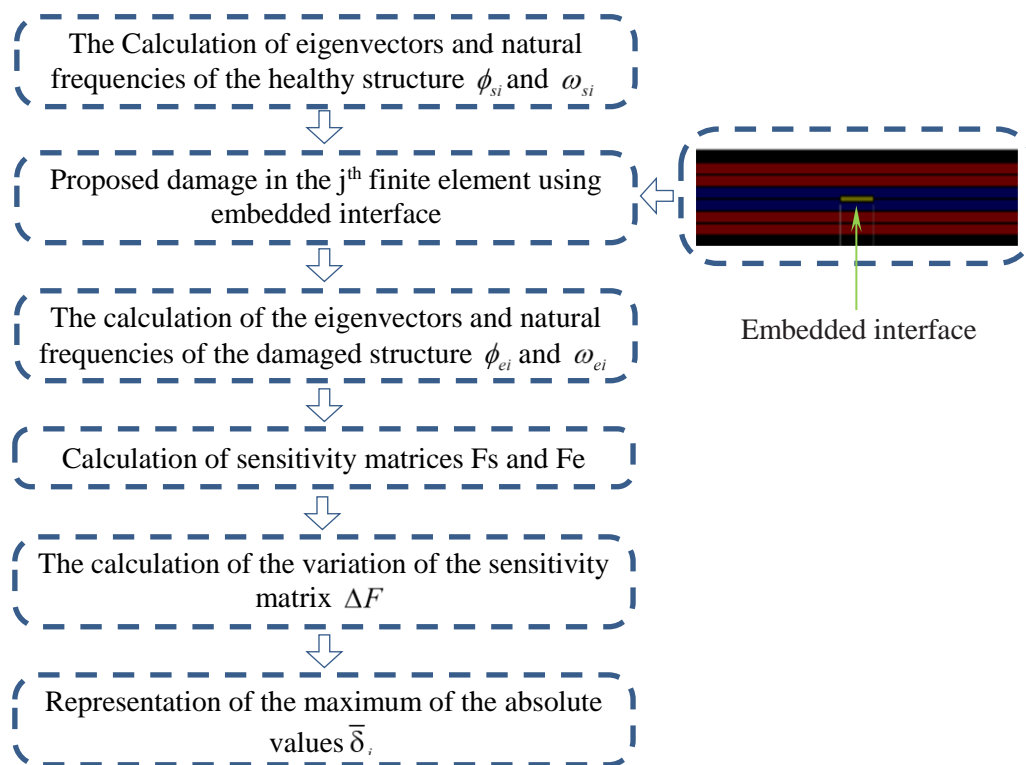 The Calculation of eigenvectors and natural
frequencies of the healthy structure ϕsi and ωsi
Proposed damage in the jth finite element using
embedded interface
Embedded interface
The calculation of the eigenvectors and natural
frequencies of the damaged structure ϕei and ωei
Calculation of sensitivity matrices Fs and Fe
The calculation of the variation of the sensitivity
matrix ΔF
Representation of the maximum of the absolute
values δ̅j